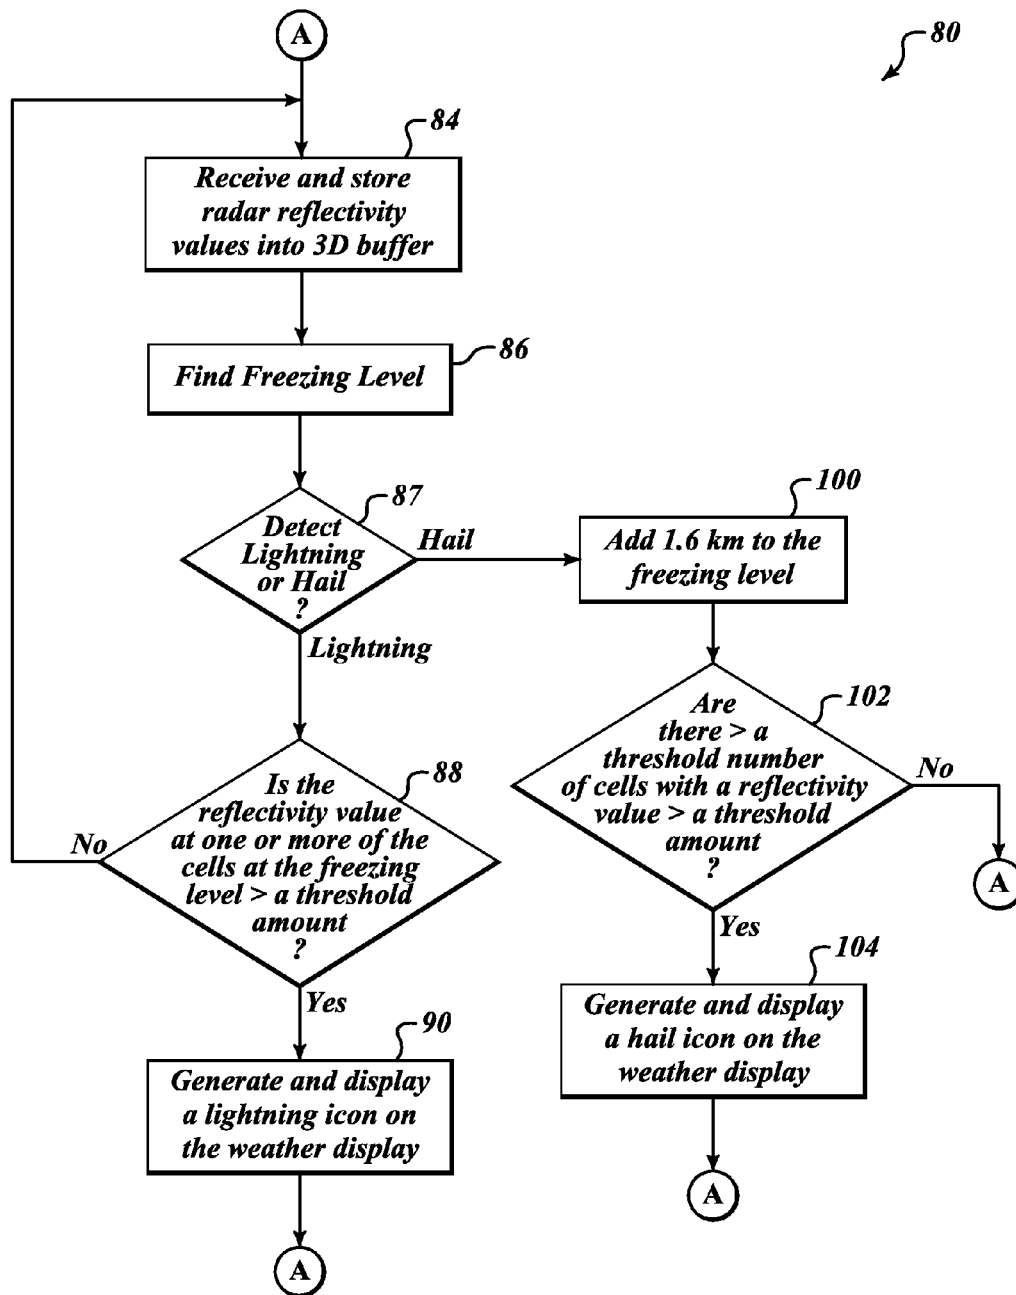 A
80
84
Receive and store
radar reflectivity
values into 3D buffer
86
Find Freezing Level
87
Detect
Lightning
or Hail
?
Hail
Lightning
100
Add 1.6 km to the
freezing level
102
Are
there > a
threshold number
of cells with a reflectivity
value > a threshold
amount
?
No
A
Yes
88
Is the
reflectivity value
at one or more of the
cells at the freezing
level > a threshold
amount
?
No
Yes
104
Generate and display
a hail icon on the
weather display
A
90
Generate and display
a lightning icon on
the weather display
A